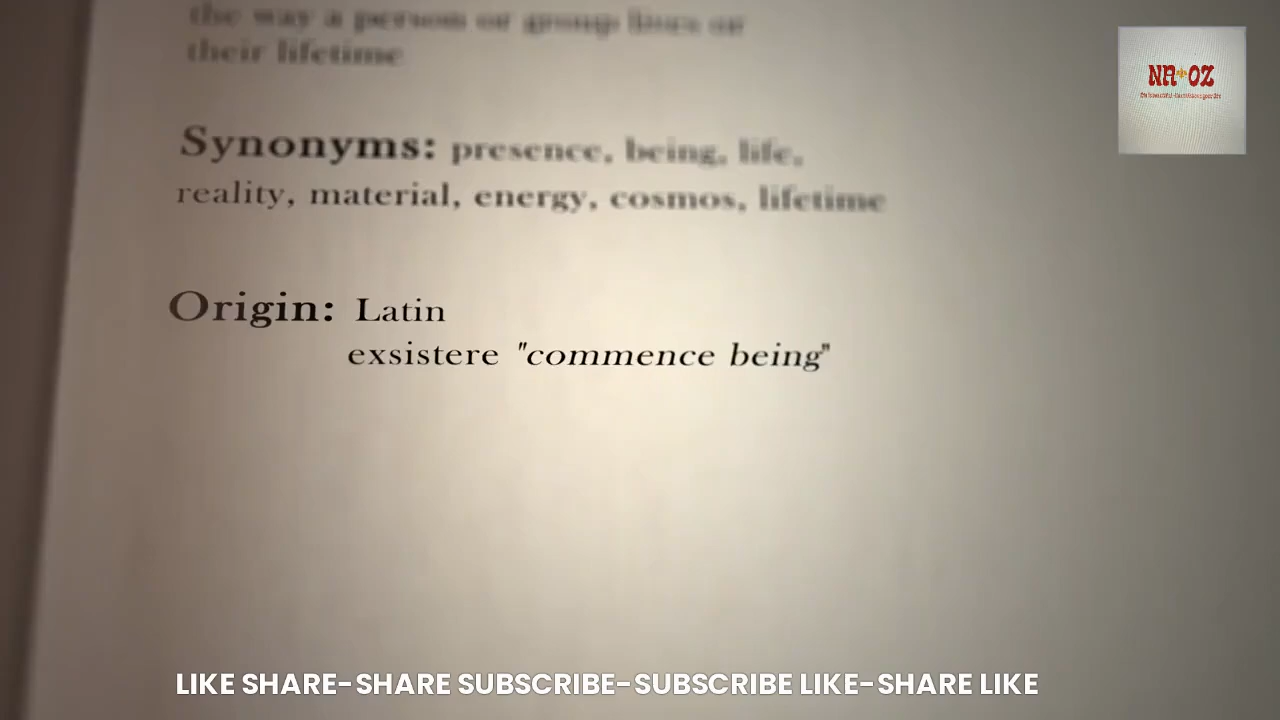 the way a person or group lives or
their lifetime
Synonyms: presence, being, life,
reality, material, energy, cosmos, lifetime
Origin: Latin
exsistere "commence being"
NA OZ
LIKE SHARE-SHARE SUBSCRIBE-SUBSCRIBE LIKE-SHARE LIKE